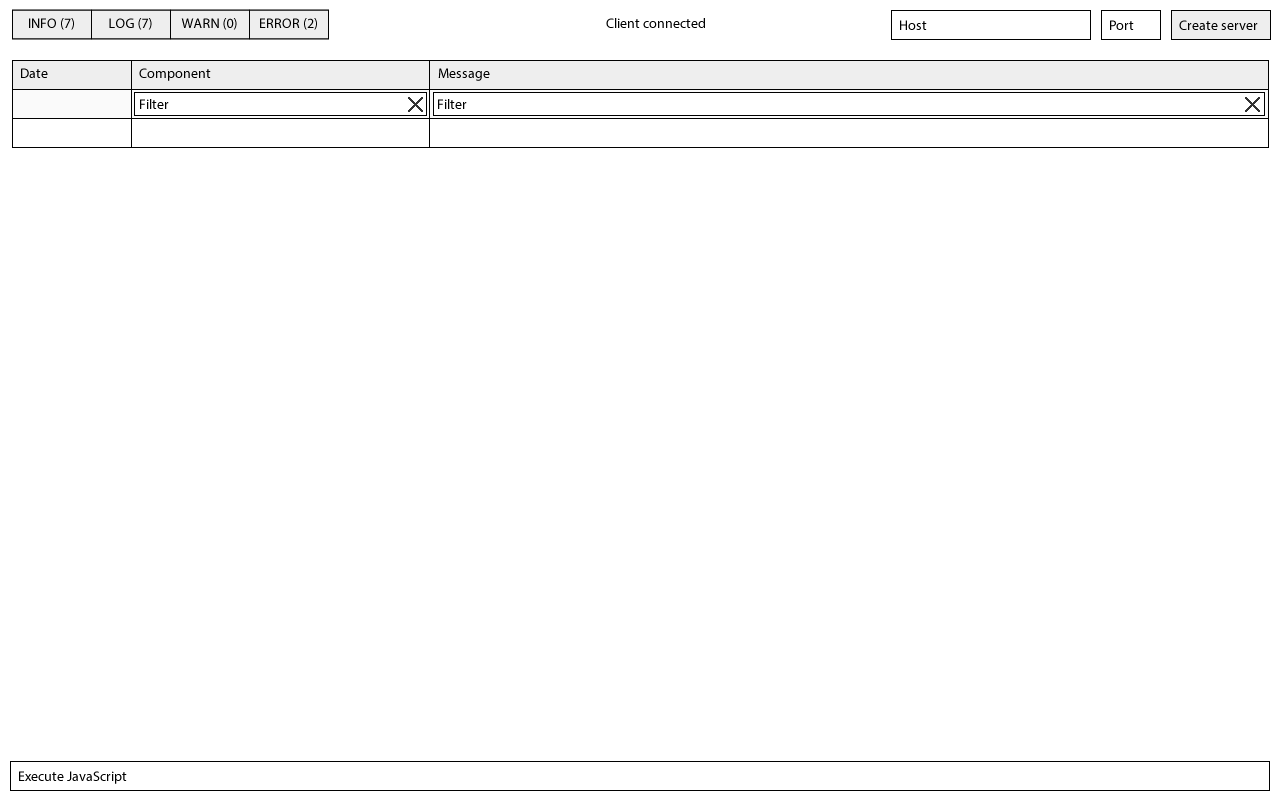 INFO (7) LOG (7) WARN (0) ERROR (2) Client connected Host Port Create server
Date Component Message
Filter Filter
Execute JavaScript